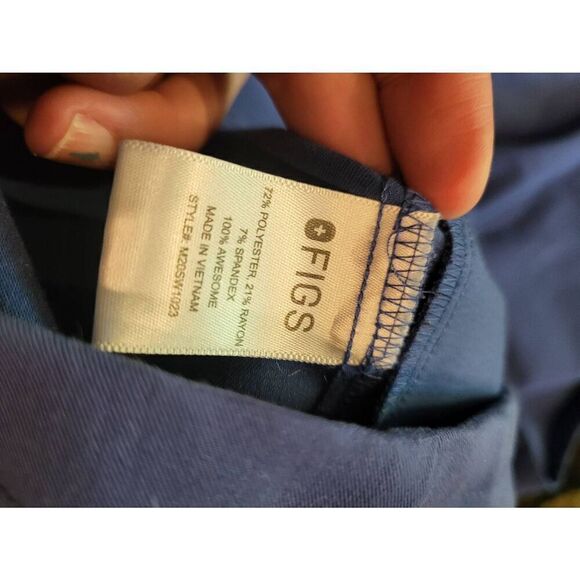 FIGS
72% POLYESTER, 21% RAYON
7% SPANDEX
100% AWESOME
MADE IN VIETNAM
STYLE#: M20SW1023